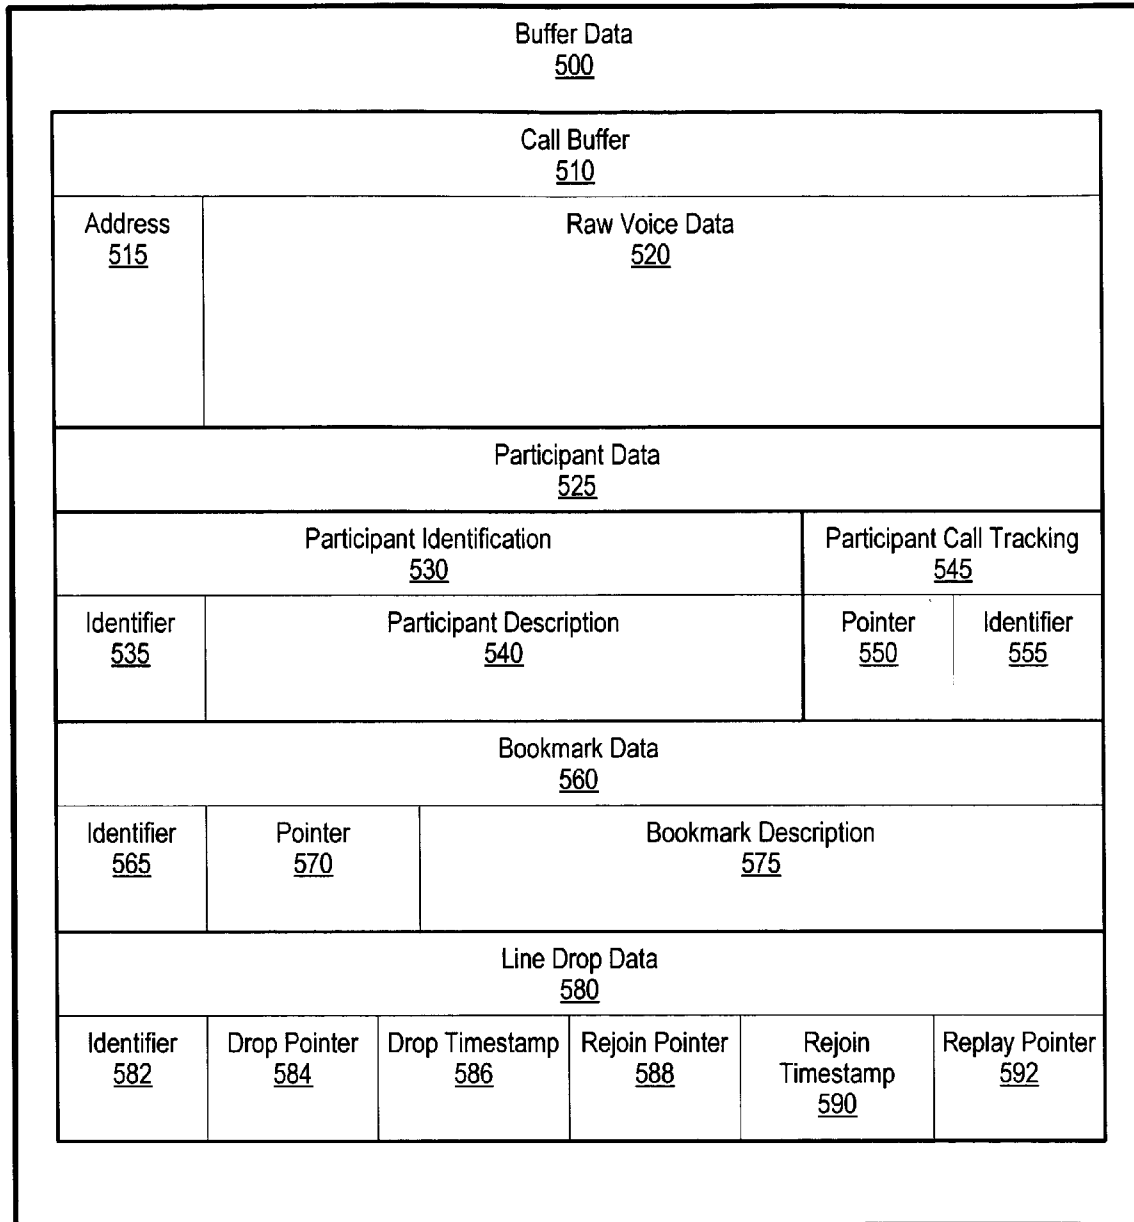 Buffer Data
500
Call Buffer
510
Address
515
Raw Voice Data
520
Participant Data
525
Participant Identification
530
Participant Call Tracking
545
Identifier
535
Participant Description
540
Pointer
550
Identifier
555
Bookmark Data
560
Identifier
565
Pointer
570
Bookmark Description
575
Line Drop Data
580
Identifier
582
Drop Pointer
584
Drop Timestamp
586
Rejoin Pointer
588
Rejoin
Timestamp
590
Replay Pointer
592